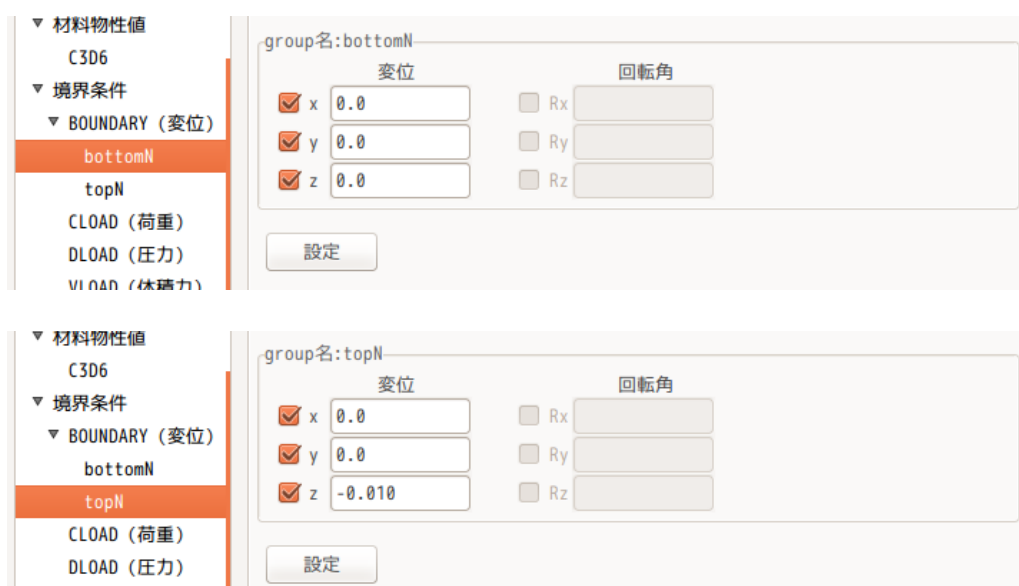 材料物性値
C3D6
境界条件
BOUNDARY (変位)
bottomN
topN
CLOAD (荷重)
DLOAD (圧力)
VLOAD (体積力)
group名:bottomN
変位 回転角
x 0.0 Rx
y 0.0 Ry
z 0.0 Rz
設定
材料物性値
C3D6
境界条件
BOUNDARY (変位)
bottomN
topN
CLOAD (荷重)
DLOAD (圧力)
group名:topN
変位 回転角
x 0.0 Rx
y 0.0 Ry
z -0.010 Rz
設定